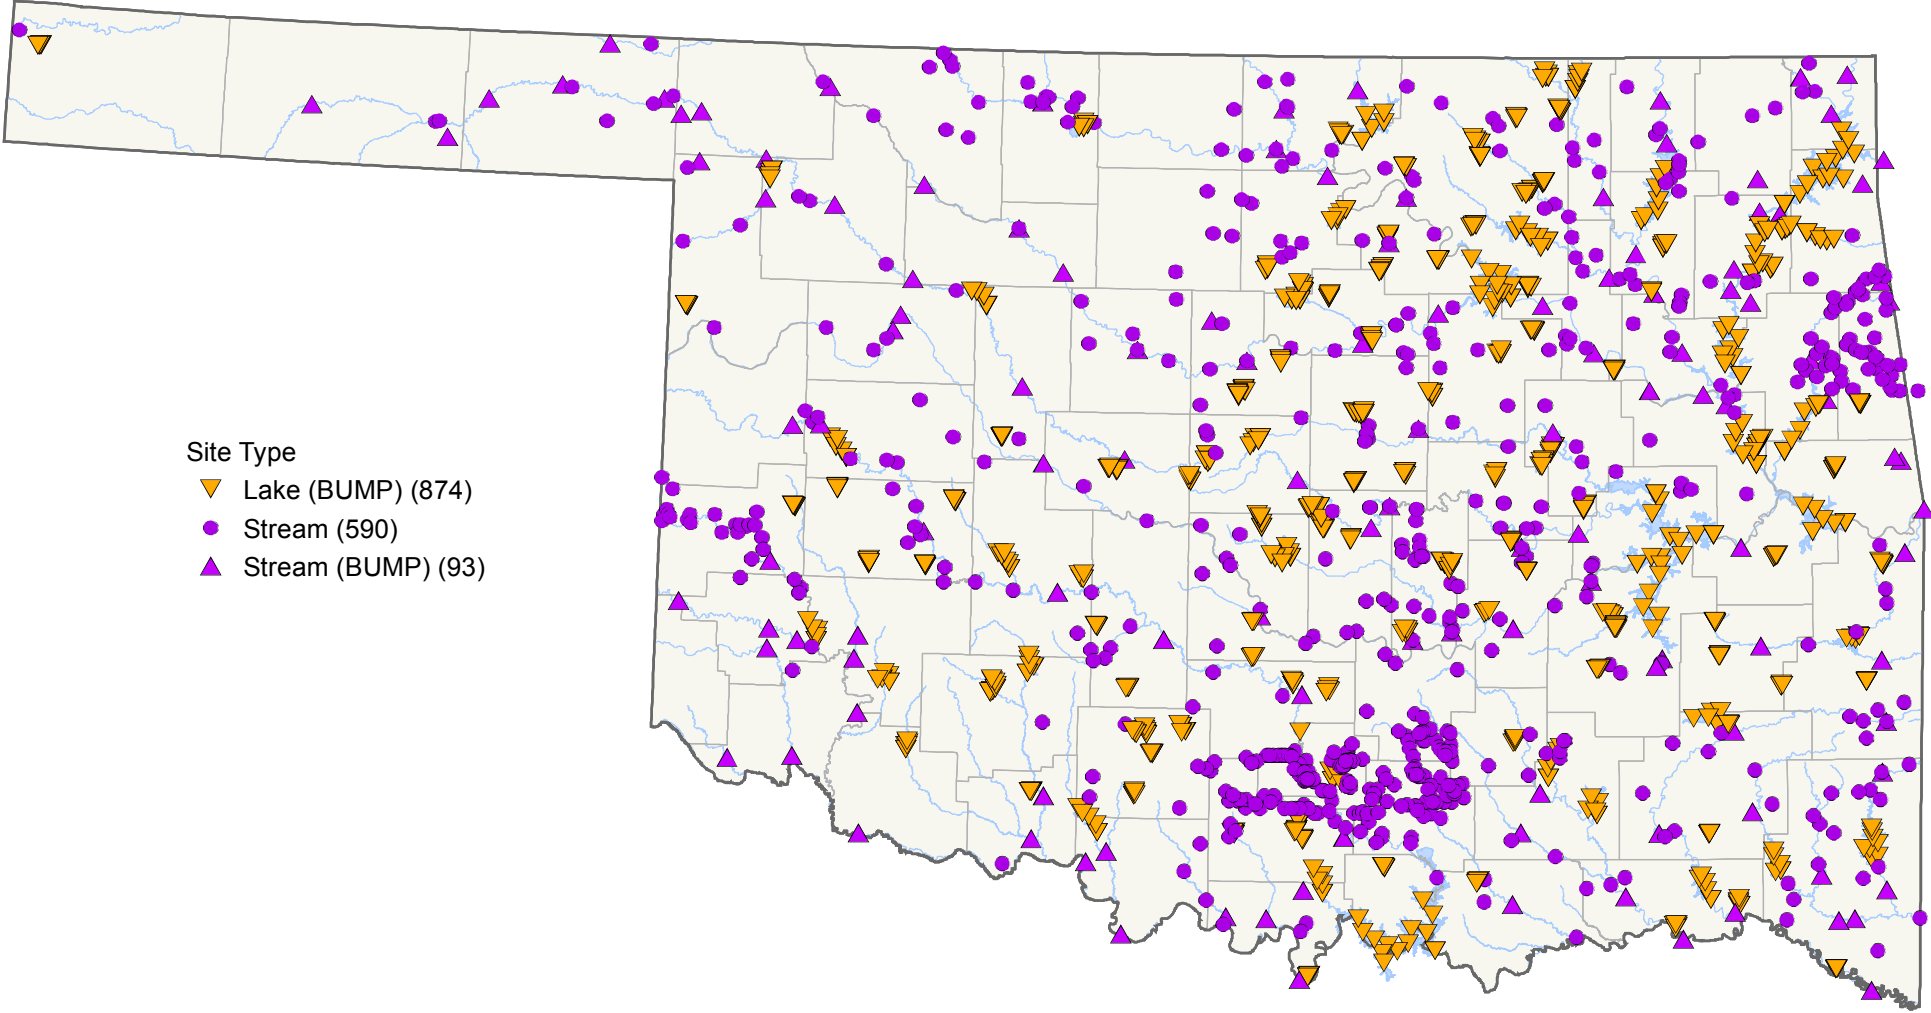 Site Type
Lake (BUMP) (874)
Stream (590)
Stream (BUMP) (93)